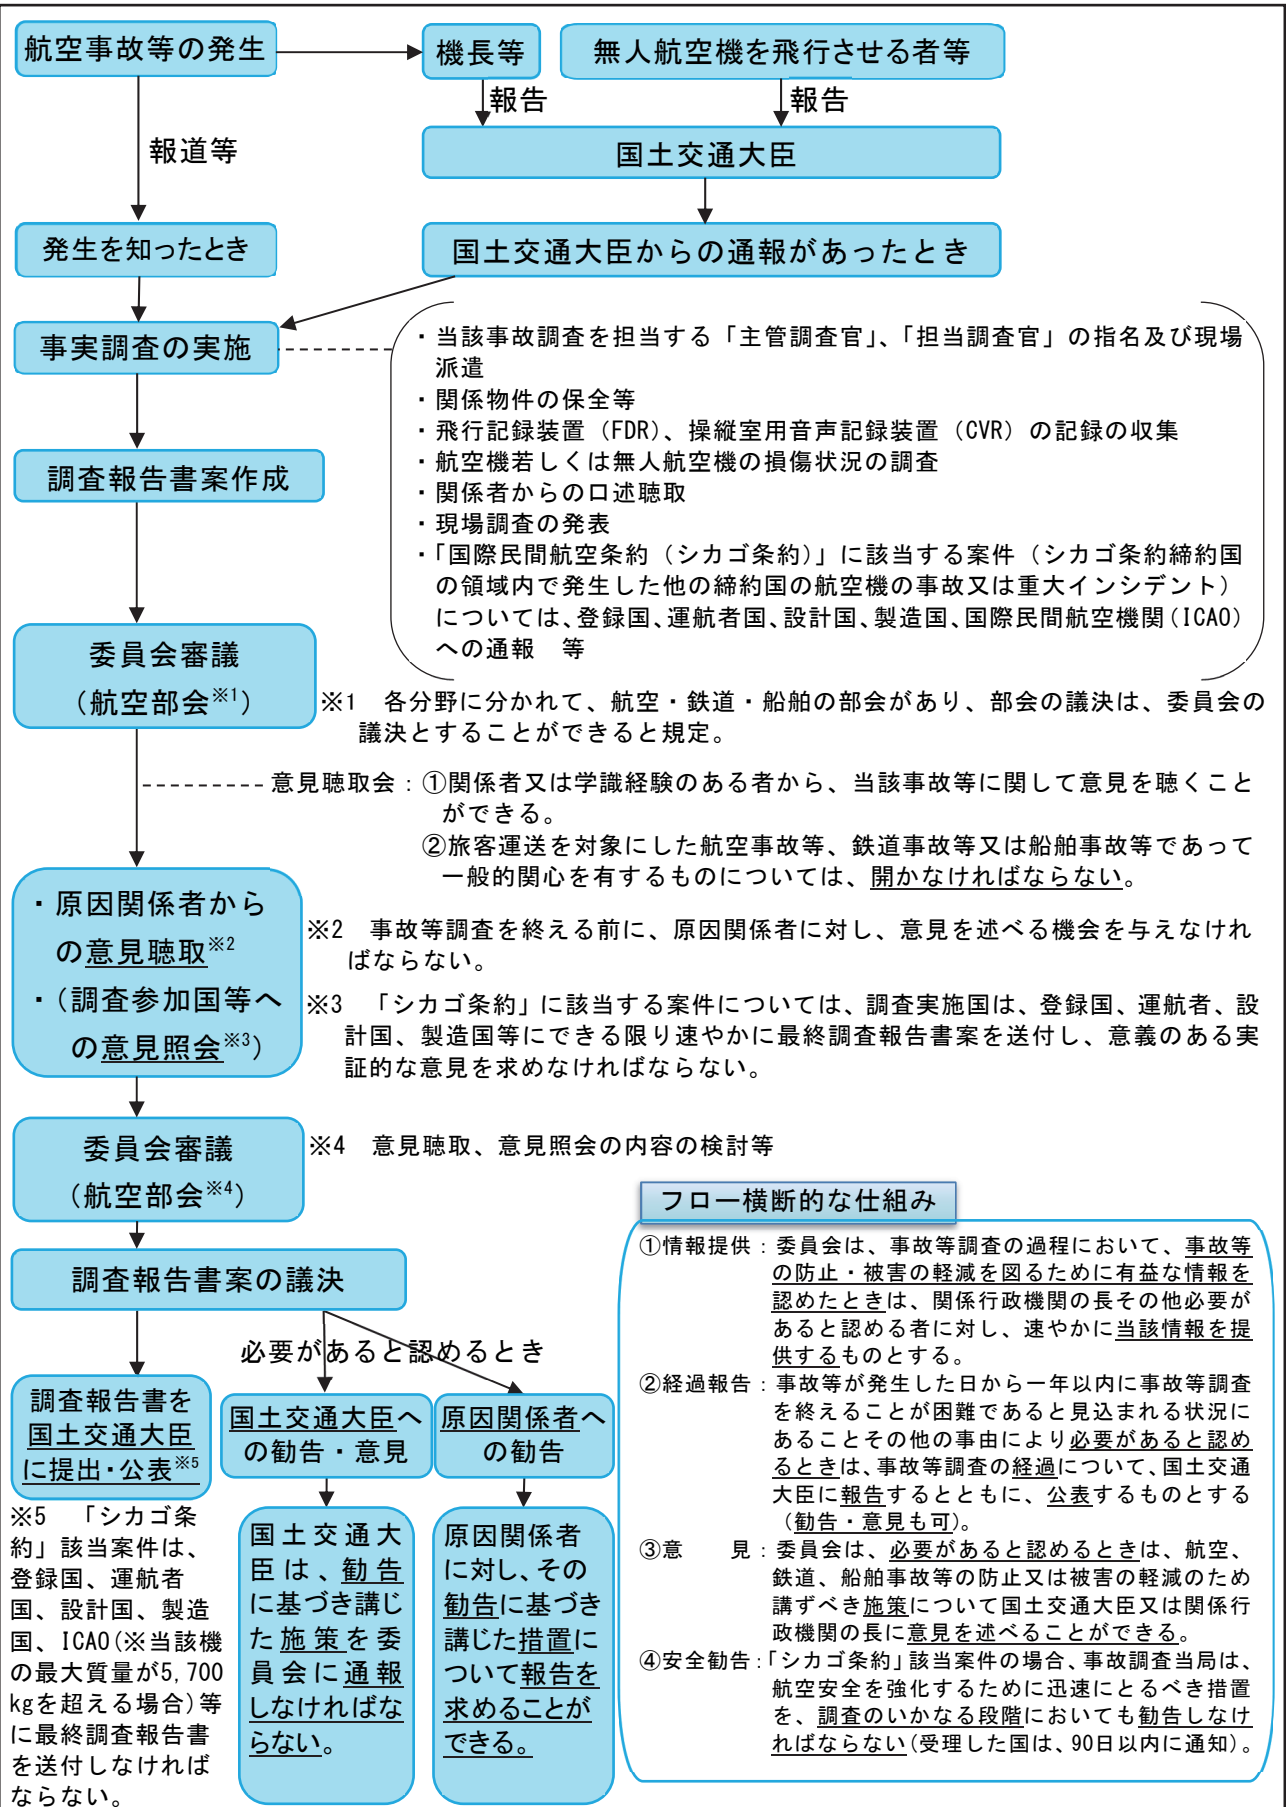 航空事故等の発生
機長等
無人航空機を飛行させる者等
報告
報告
報道等
国土交通大臣
発生を知ったとき
国土交通大臣からの通報があったとき
事実調査の実施
・当該事故調査を担当する「主管調査官」、「担当調査官」の指名及び現場
派遣
・関係物件の保全等
・飛行記録装置（FDR）、操縦室用音声記録装置（CVR）の記録の収集
・航空機若しくは無人航空機の損傷状況の調査
・関係者からの口述聴取
・現場調査の発表
・「国際民間航空条約（シカゴ条約）」に該当する案件（シカゴ条約締約国
の領域内で発生した他の締約国の航空機の事故又は重大インシデント）
については、登録国、運航者国、設計国、製造国、国際民間航空機関（ICAO）
への通報　等
調査報告書案作成
委員会審議
（航空部会※1）
※1　各分野に分かれて、航空・鉄道・船舶の部会があり、部会の議決は、委員会の
議決とすることができると規定。
意見聴取会：①関係者又は学識経験のある者から、当該事故等に関して意見を聴くこと
ができる。
②旅客運送を対象にした航空事故等、鉄道事故等又は船舶事故等であって
一般的関心を有するものについては、開かなければならない。
・原因関係者から
の意見聴取※2
・（調査参加国等へ
の意見照会※3）
※2　事故等調査を終える前に、原因関係者に対し、意見を述べる機会を与えなけれ
ばならない。
※3　「シカゴ条約」に該当する案件については、調査実施国は、登録国、運航者、設
計国、製造国等にできる限り速やかに最終調査報告書案を送付し、意義のある実
証的な意見を求めなければならない。
委員会審議
（航空部会※4）
※4　意見聴取、意見照会の内容の検討等
調査報告書案の議決
必要があると認めるとき
調査報告書を
国土交通大臣
に提出・公表※5
国土交通大臣へ
の勧告・意見
原因関係者へ
の勧告
※5　「シカゴ条
約」該当案件は、
登録国、運航者
国、設計国、製造
国、ICAO（※当該機
の最大質量が5,700
kgを超える場合）等
に最終調査報告書
を送付しなければ
ならない。
国土交通大
臣は、勧告
に基づき講じ
た施策を委
員会に通報
しなければな
らない。
原因関係者
に対し、その
勧告に基づき
講じた措置に
ついて報告を
求めることが
できる。
フロー横断的な仕組み
①情報提供：委員会は、事故等調査の過程において、事故等
の防止・被害の軽減を図るために有益な情報を
認めたときは、関係行政機関の長その他必要が
あると認める者に対し、速やかに当該情報を提
供するものとする。
②経過報告：事故等が発生した日から一年以内に事故等調査
を終えることが困難であると見込まれる状況に
あることその他の事由により必要があると認め
るときは、事故等調査の経過について、国土交通
大臣に報告するとともに、公表するものとする
（勧告・意見も可）。
③意　　見：委員会は、必要があると認めるときは、航空、
鉄道、船舶事故等の防止又は被害の軽減のため
講ずべき施策について国土交通大臣又は関係行
政機関の長に意見を述べることができる。
④安全勧告：「シカゴ条約」該当案件の場合、事故調査当局は、
航空安全を強化するために迅速にとるべき措置
を、調査のいかなる段階においても勧告しなけ
ればならない（受理した国は、90日以内に通知）。